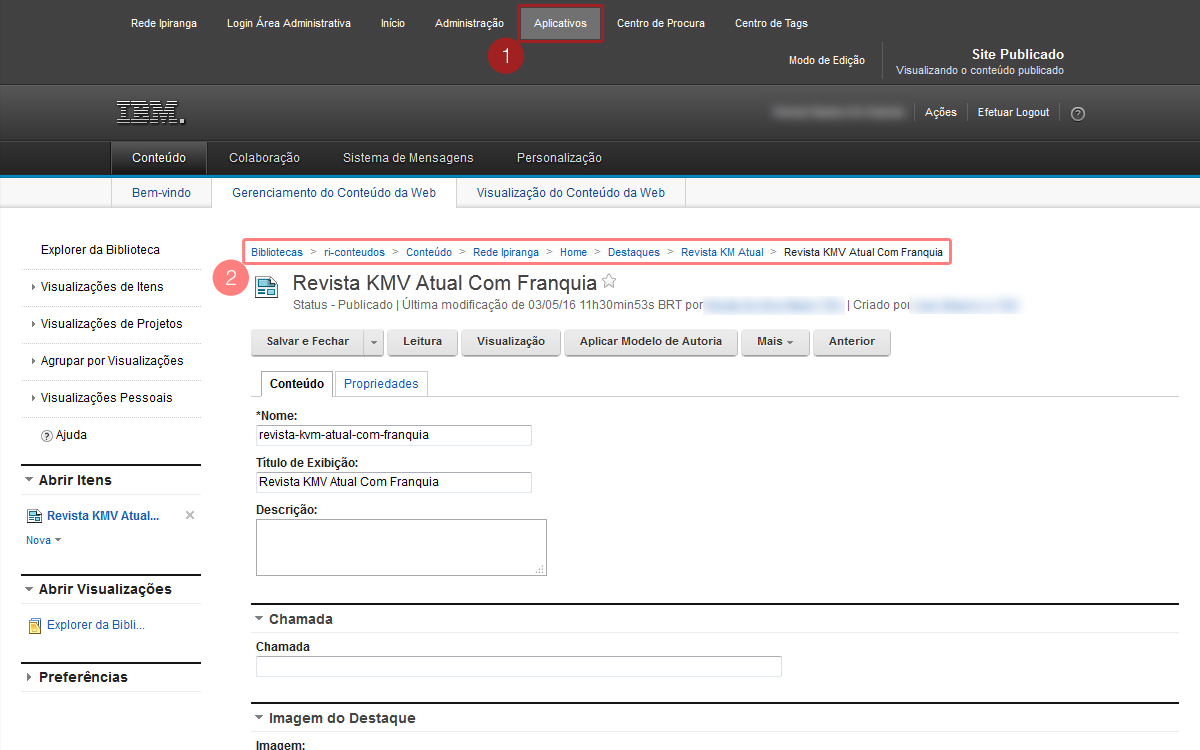 Rede Ipiranga Login Área Administrativa Início Administração Aplicativos Centro de Procura Centro de Tags
1
Modo de Edição
Site Publicado
Visualizando o conteúdo publicado
IBM.
Ações Efetuar Logout ?
Conteúdo Colaboração Sistema de Mensagens Personalização
Bem-vindo Gerenciamento do Conteúdo da Web Visualização do Conteúdo da Web
Explorer da Biblioteca
Visualizações de Itens
Visualizações de Projetos
Agrupar por Visualizações
Visualizações Pessoais
? Ajuda
Abrir Itens
Revista KMV Atual...
Nova
Abrir Visualizações
Explorer da Bibli...
Preferências
Bibliotecas > ri-conteudos > Conteúdo > Rede Ipiranga > Home > Destaques > Revista KM Atual > Revista KMV Atual Com Franquia
2
Revista KMV Atual Com Franquia
Status - Publicado | Última modificação de 03/05/16 11h30min53s BRT por | Criado por
Salvar e Fechar Leitura Visualização Aplicar Modelo de Autoria Mais Anterior
Conteúdo Propriedades
*Nome:
revista-kvm-atual-com-franquia
Título de Exibição:
Revista KMV Atual Com Franquia
Descrição:
Chamada
Chamada
Imagem do Destaque
Imagem: